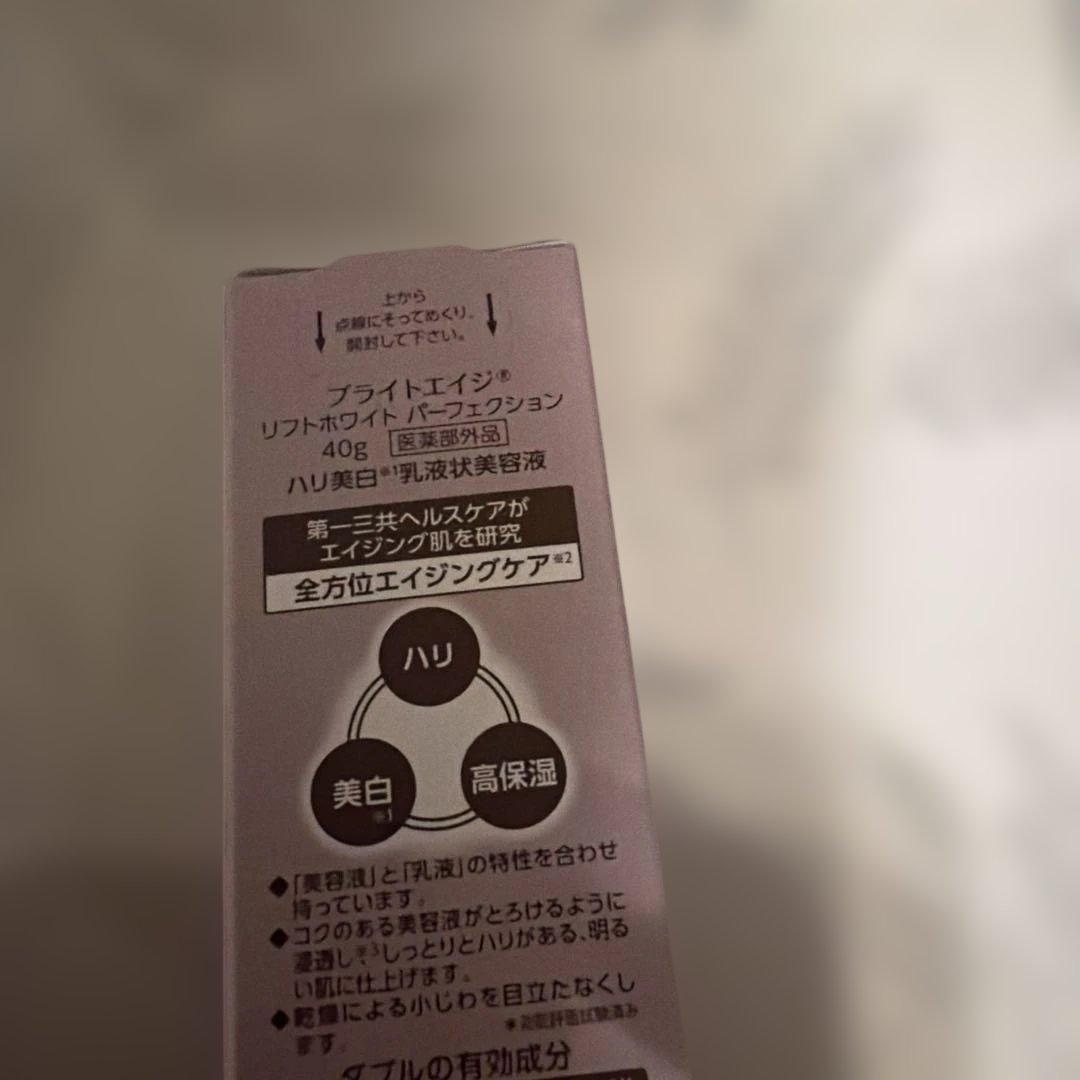 上から
点線にそってめくり、
開封して下さい。
ブライトエイジ®
リフトホワイト パーフェクション
40g 医薬部外品
ハリ美白※1乳液状美容液
第一三共ヘルスケアが
エイジング肌を研究
全方位エイジングケア※2
ハリ
美白
※1
高保湿
◆「美容液」と「乳液」の特性を合わせ
持っています。
◆コクのある美容液がとろけるように
浸透し※3、しっとりとハリがある、明る
い肌に仕上げます。
◆乾燥による小じわを目立たなくし
ます。
＊効能評価試験済み
ダブルの有効成分